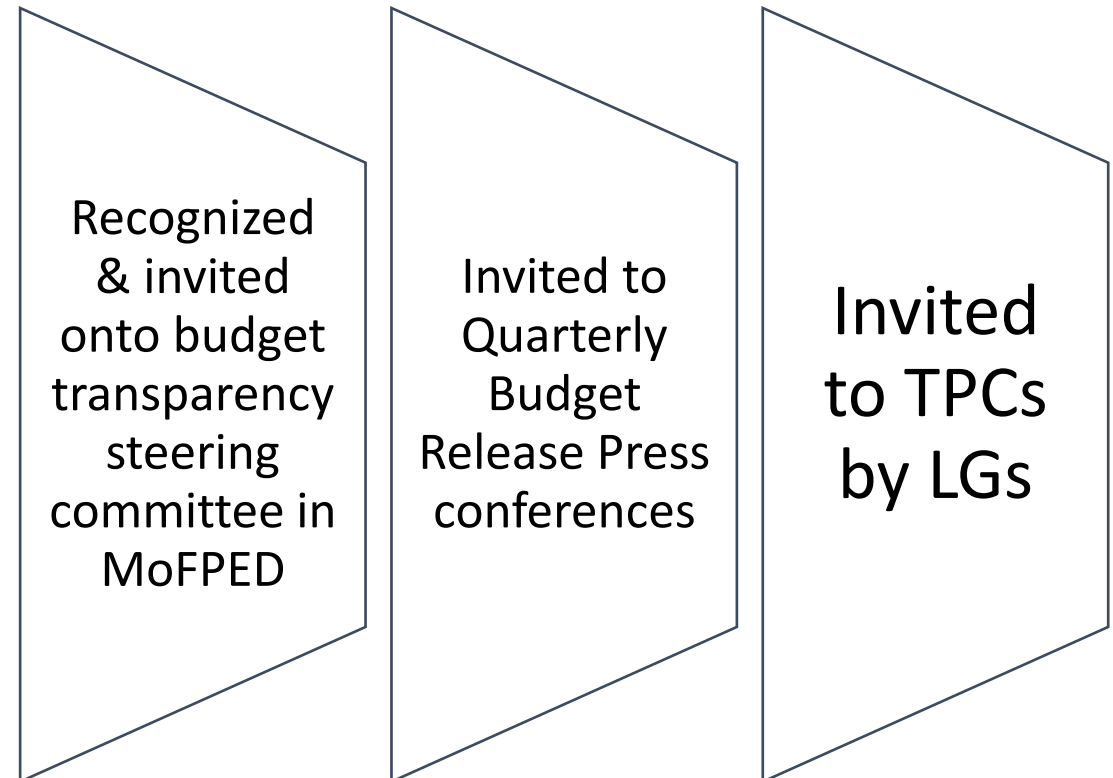 Recognized
& invited
onto budget
transparency
steering
committee in
MoFPED
Invited to
Quarterly
Budget
Release Press
conferences
Invited
to TPCs
by LGs